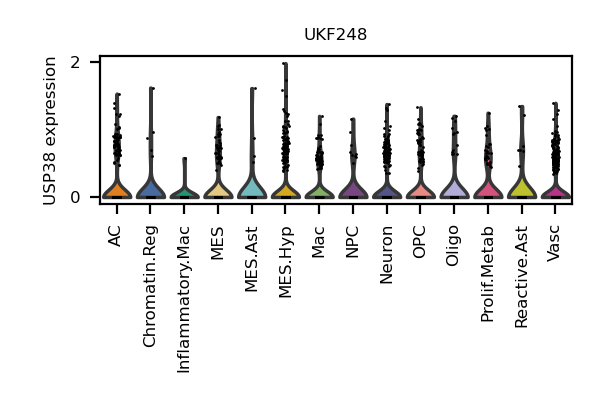 UKF248
USP38 expression
2
0
AC
Chromatin.Reg
Inflammatory.Mac
MES
MES.Ast
MES.Hyp
Mac
NPC
Neuron
OPC
Oligo
Prolif.Metab
Reactive.Ast
Vasc